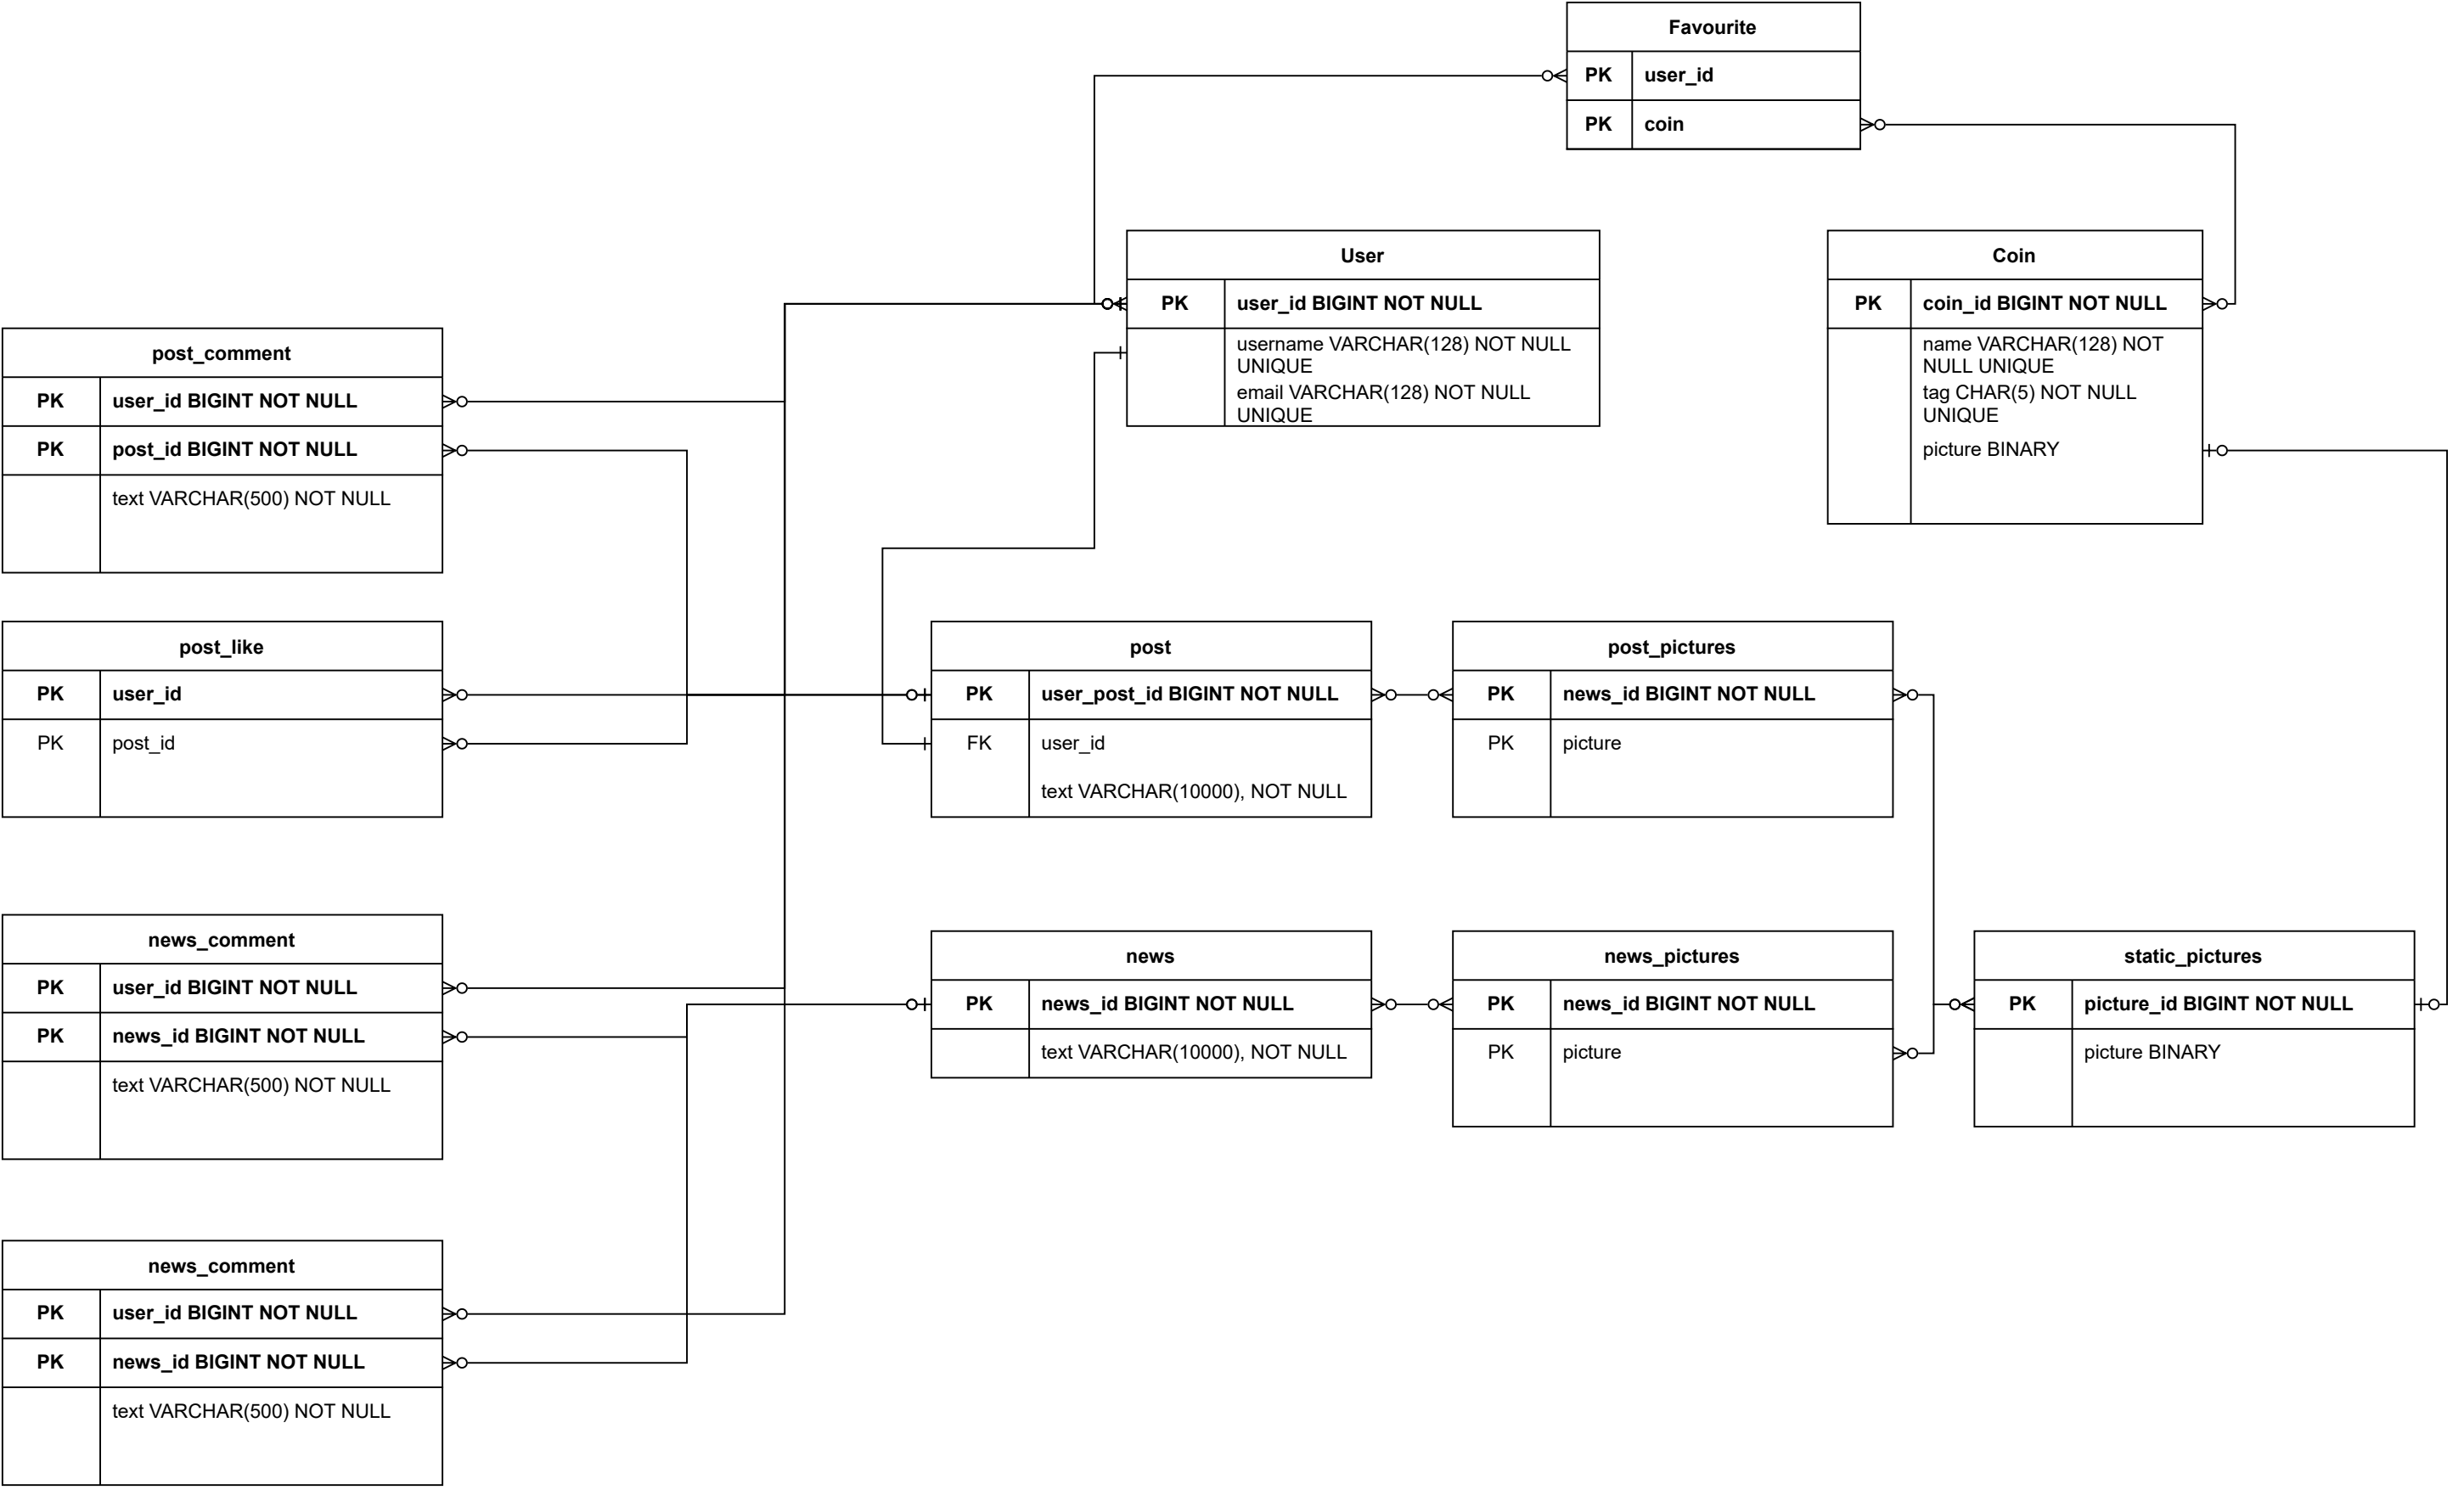 Favourite
PK user_id
PK coin
User
PK user_id BIGINT NOT NULL
username VARCHAR(128) NOT NULL
UNIQUE
email VARCHAR(128) NOT NULL
UNIQUE
Coin
PK coin_id BIGINT NOT NULL
name VARCHAR(128) NOT
NULL UNIQUE
tag CHAR(5) NOT NULL
UNIQUE
picture BINARY
post_comment
PK user_id BIGINT NOT NULL
PK post_id BIGINT NOT NULL
text VARCHAR(500) NOT NULL
post_like
PK user_id
PK post_id
post
PK user_post_id BIGINT NOT NULL
FK user_id
text VARCHAR(10000), NOT NULL
post_pictures
PK news_id BIGINT NOT NULL
PK picture
news_comment
PK user_id BIGINT NOT NULL
PK news_id BIGINT NOT NULL
text VARCHAR(500) NOT NULL
news
PK news_id BIGINT NOT NULL
text VARCHAR(10000), NOT NULL
news_pictures
PK news_id BIGINT NOT NULL
PK picture
static_pictures
PK picture_id BIGINT NOT NULL
picture BINARY
news_comment
PK user_id BIGINT NOT NULL
PK news_id BIGINT NOT NULL
text VARCHAR(500) NOT NULL